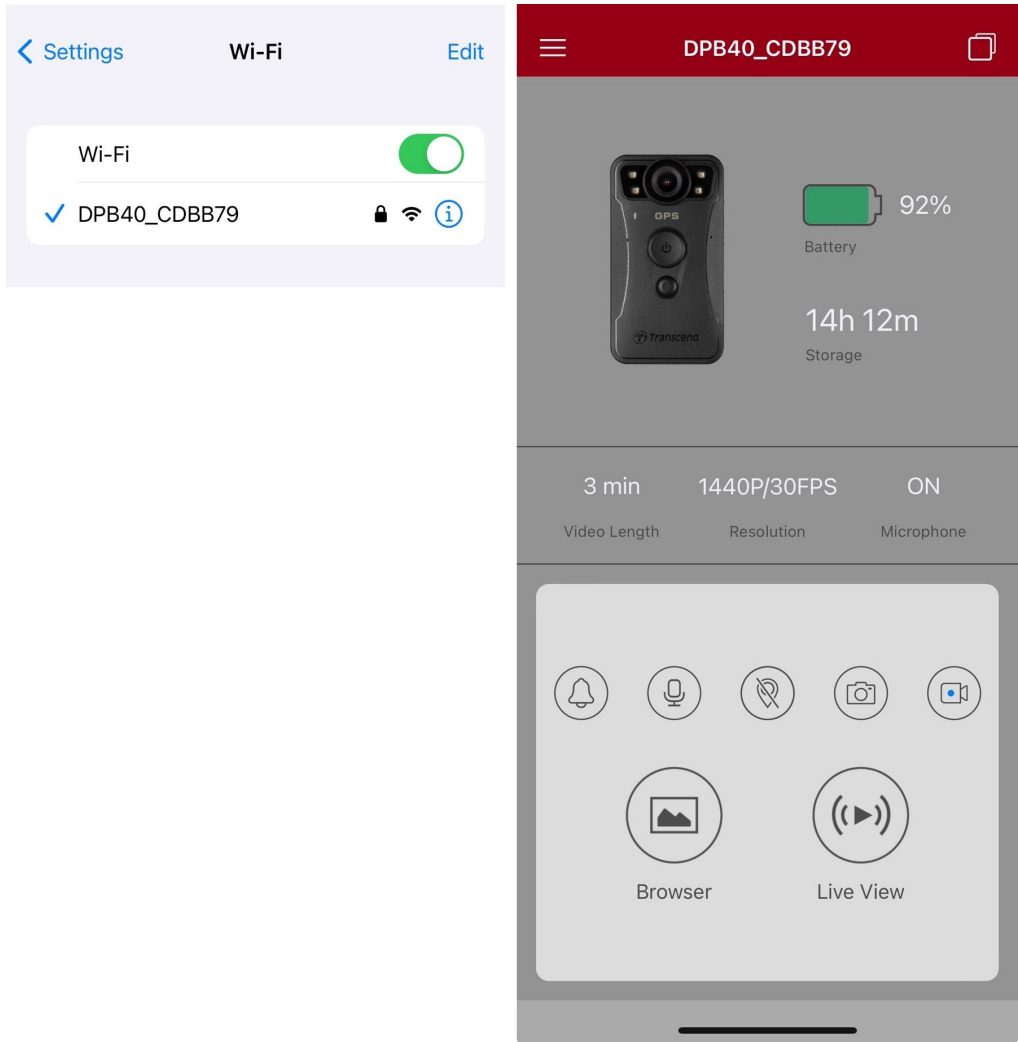 Settings
Wi-Fi
Edit
Wi-Fi
DPB40_CDBB79
DPB40_CDBB79
GPS
Transcend
92%
Battery
14h 12m
Storage
3 min
1440P/30FPS
ON
Video Length
Resolution
Microphone
Browser
Live View